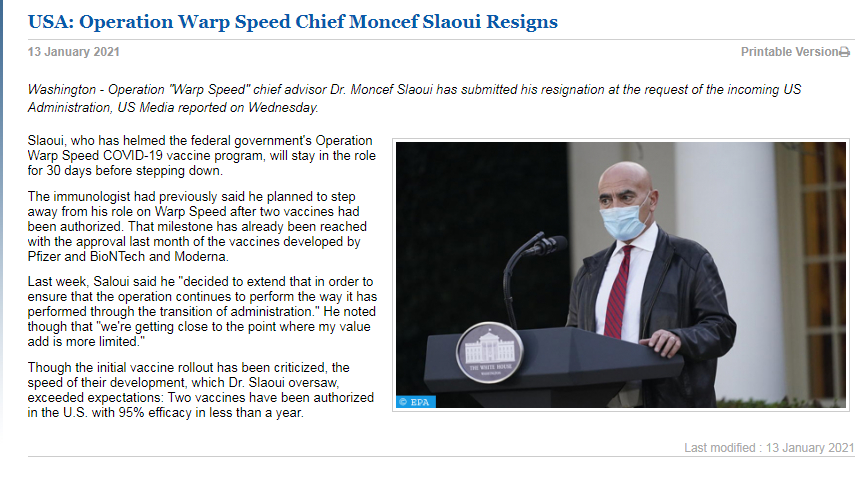 USA: Operation Warp Speed Chief Moncef Slaoui Resigns
13 January 2021
Printable Version
Washington - Operation "Warp Speed" chief advisor Dr. Moncef Slaoui has submitted his resignation at the request of the incoming US
Administration, US Media reported on Wednesday.
Slaoui, who has helmed the federal government's Operation
Warp Speed COVID-19 vaccine program, will stay in the role
for 30 days before stepping down.
The immunologist had previously said he planned to step
away from his role on Warp Speed after two vaccines had
been authorized. That milestone has already been reached
with the approval last month of the vaccines developed by
Pfizer and BioNTech and Moderna.
Last week, Saloui said he "decided to extend that in order to
ensure that the operation continues to perform the way it has
performed through the transition of administration." He noted
though that "we're getting close to the point where my value
add is more limited."
Though the initial vaccine rollout has been criticized, the
speed of their development, which Dr. Slaoui oversaw,
exceeded expectations: Two vaccines have been authorized
in the U.S. with 95% efficacy in less than a year.
THE WHITE HOUSE
© EPA
Last modified : 13 January 2021